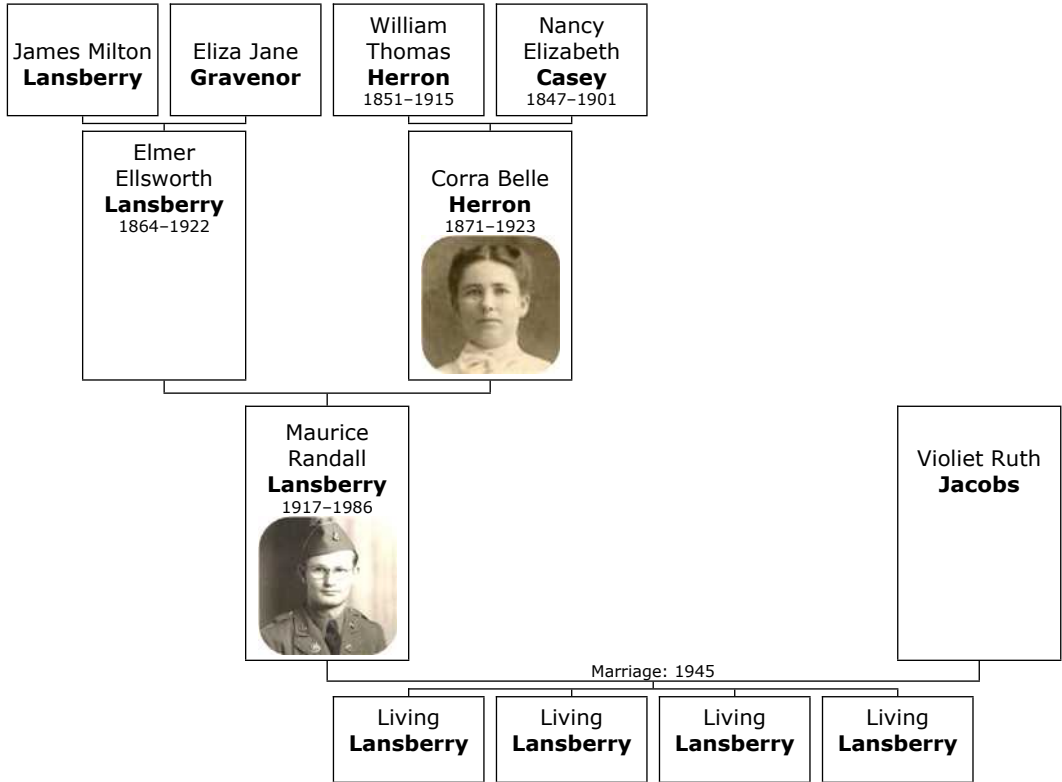 James Milton
Lansberry
Eliza Jane
Gravenor
William
Thomas
Herron
1851–1915
Nancy
Elizabeth
Casey
1847–1901
Elmer
Ellsworth
Lansberry
1864–1922
Corra Belle
Herron
1871–1923
Maurice
Randall
Lansberry
1917–1986
Violiet Ruth
Jacobs
Marriage: 1945
Living
Lansberry
Living
Lansberry
Living
Lansberry
Living
Lansberry